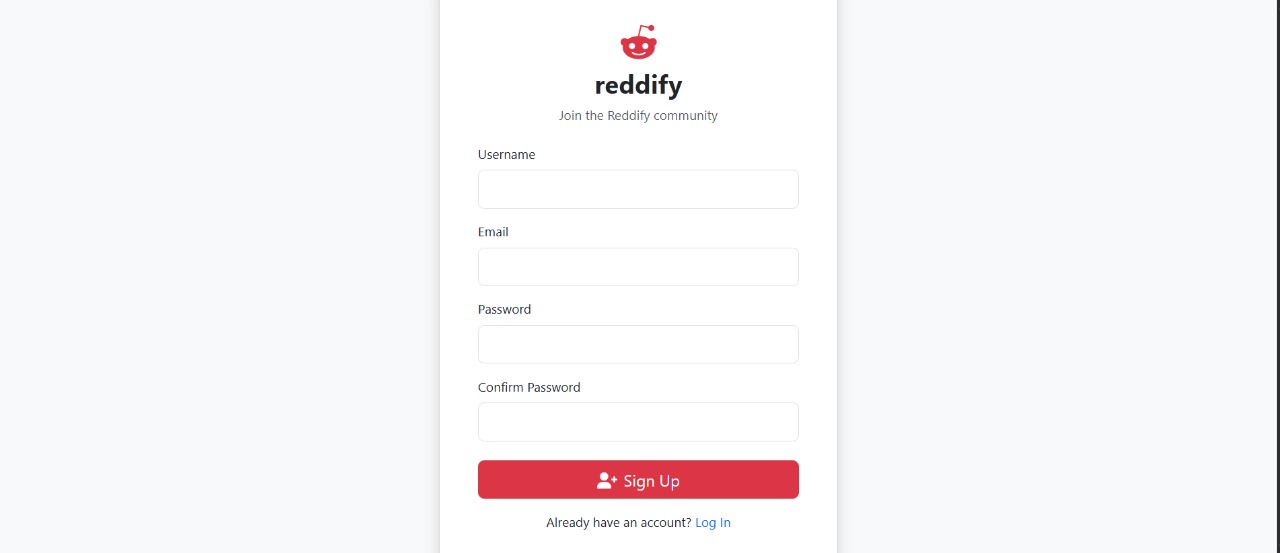 reddify
Join the Reddify community
Username
Email
Password
Confirm Password
Sign Up
Already have an account? Log In